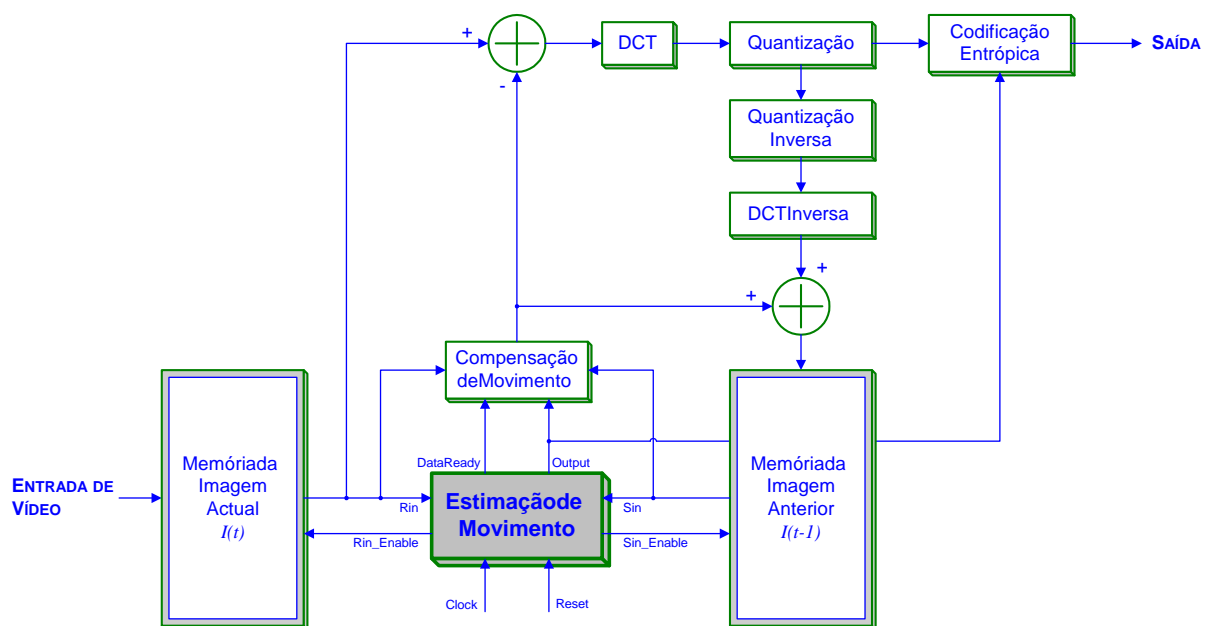 +
DCT
Quantização
Codificação
Entrópica
SAÍDA
-
Quantização
Inversa
DCTInversa
+
+
Compensação
deMovimento
DataReady
Output
ENTRADA DE
VÍDEO
Memóriada
Imagem
Actual
I(t)
Rin
Rin_Enable
Estimaçãode
Movimento
Sin
Sin_Enable
Memóriada
Imagem
Anterior
I(t-1)
Clock
Reset